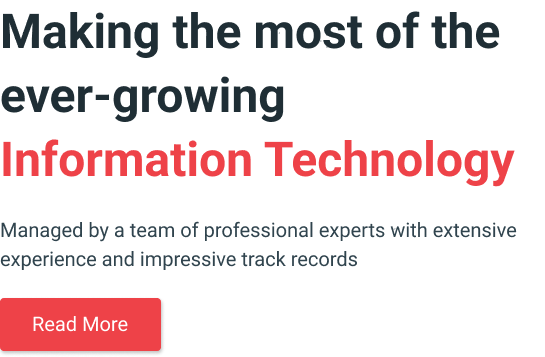 Making the most of the
ever-growing
Information Technology
Managed by a team of professional experts with extensive
experience and impressive track records
Read More